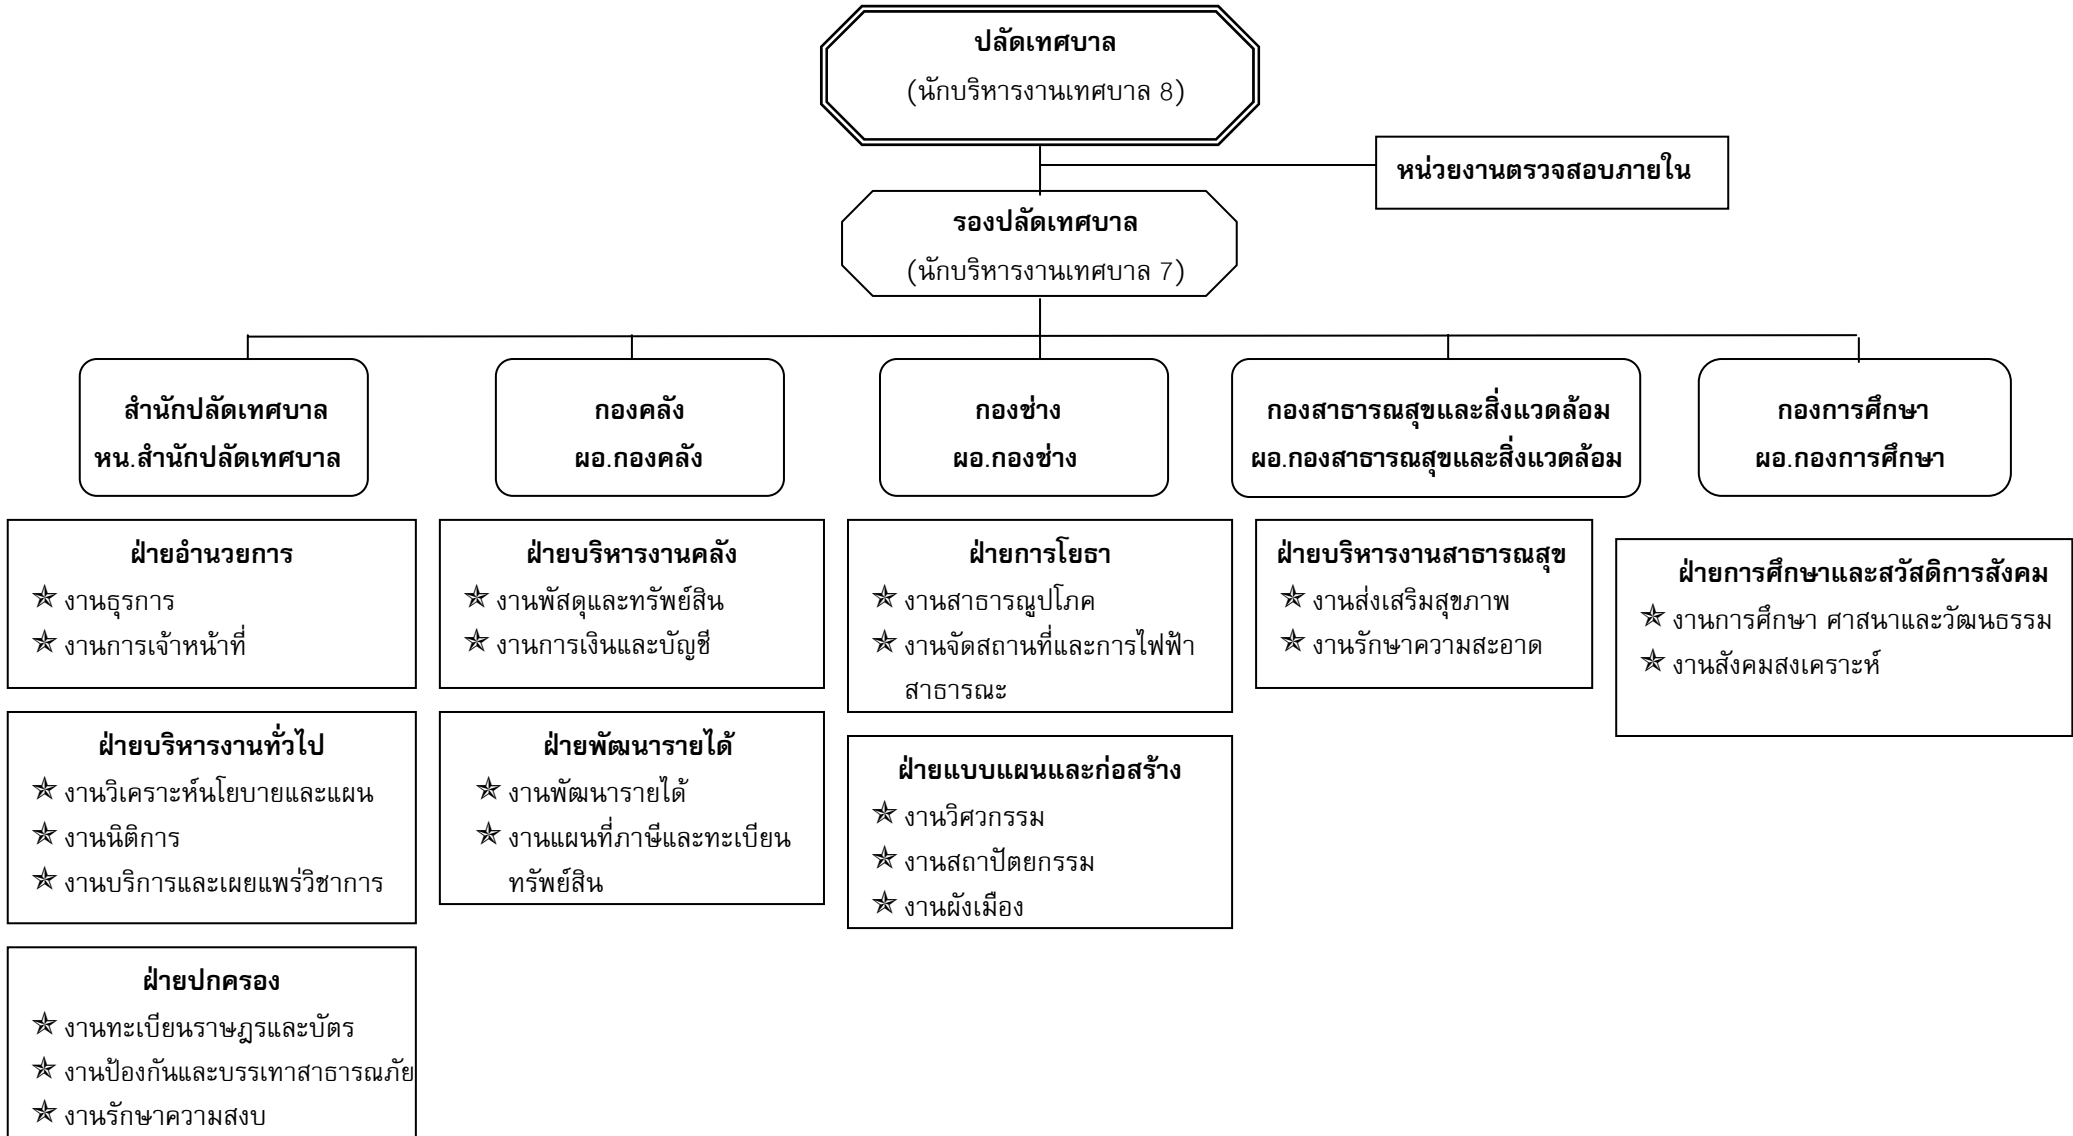 ปลัดเทศบาล
(นักบริหารงานเทศบาล 8)
หน่วยงานตรวจสอบภายใน
รองปลัดเทศบาล
(นักบริหารงานเทศบาล 7)
สำนักปลัดเทศบาล
หน.สำนักปลัดเทศบาล
กองคลัง
ผอ.กองคลัง
กองช่าง
ผอ.กองช่าง
กองสาธารณสุขและสิ่งแวดล้อม
ผอ.กองสาธารณสุขและสิ่งแวดล้อม
กองการศึกษา
ผอ.กองการศึกษา
ฝ่ายอำนวยการ
งานธุรการ
งานการเจ้าหน้าที่
ฝ่ายบริหารงานทั่วไป
งานวิเคราะห์นโยบายและแผน
งานนิติการ
งานบริการและเผยแพร่วิชาการ
ฝ่ายปกครอง
งานทะเบียนราษฎรและบัตร
งานป้องกันและบรรเทาสาธารณภัย
งานรักษาความสงบ
ฝ่ายบริหารงานคลัง
งานพัสดุและทรัพย์สิน
งานการเงินและบัญชี
ฝ่ายพัฒนารายได้
งานพัฒนารายได้
งานแผนที่ภาษีและทะเบียน
ทรัพย์สิน
ฝ่ายการโยธา
งานสาธารณูปโภค
งานจัดสถานที่และการไฟฟ้า
สาธารณะ
ฝ่ายแบบแผนและก่อสร้าง
งานวิศวกรรม
งานสถาปัตยกรรม
งานผังเมือง
ฝ่ายบริหารงานสาธารณสุข
งานส่งเสริมสุขภาพ
งานรักษาความสะอาด
ฝ่ายการศึกษาและสวัสดิการสังคม
งานการศึกษา ศาสนาและวัฒนธรรม
งานสังคมสงเคราะห์